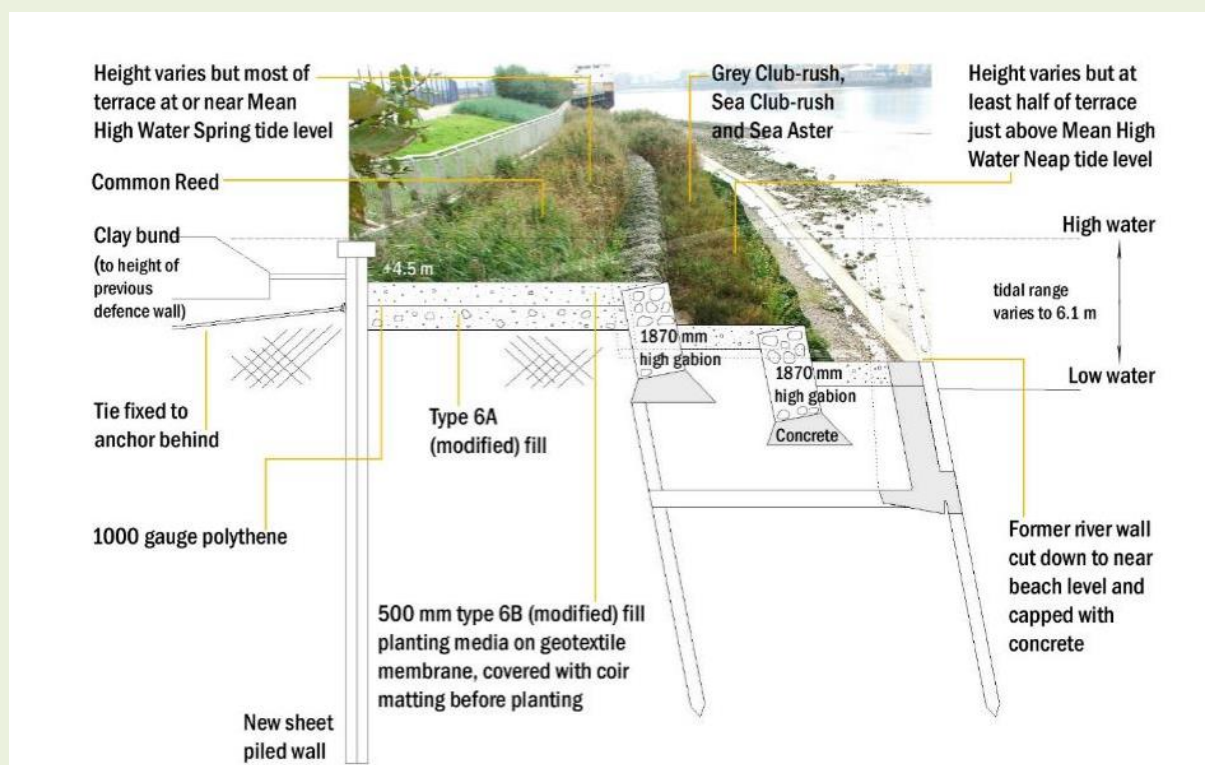 Height varies but most of
terrace at or near Mean
High Water Spring tide level
Common Reed
Clay bund
(to height of
previous
defence wall)
Tie fixed to
anchor behind
1000 gauge polythene
New sheet
piled wall
+4.5 m
Type 6A
(modified) fill
500 mm type 6B (modified) fill
planting media on geotextile
membrane, covered with coir
matting before planting
Grey Club-rush,
Sea Club-rush
and Sea Aster
1870 mm
high gabion
1870 mm
high gabion
Concrete
Height varies but at
least half of terrace
just above Mean High
Water Neap tide level
High water
tidal range
varies to 6.1 m
Low water
Former river wall
cut down to near
beach level and
capped with
concrete